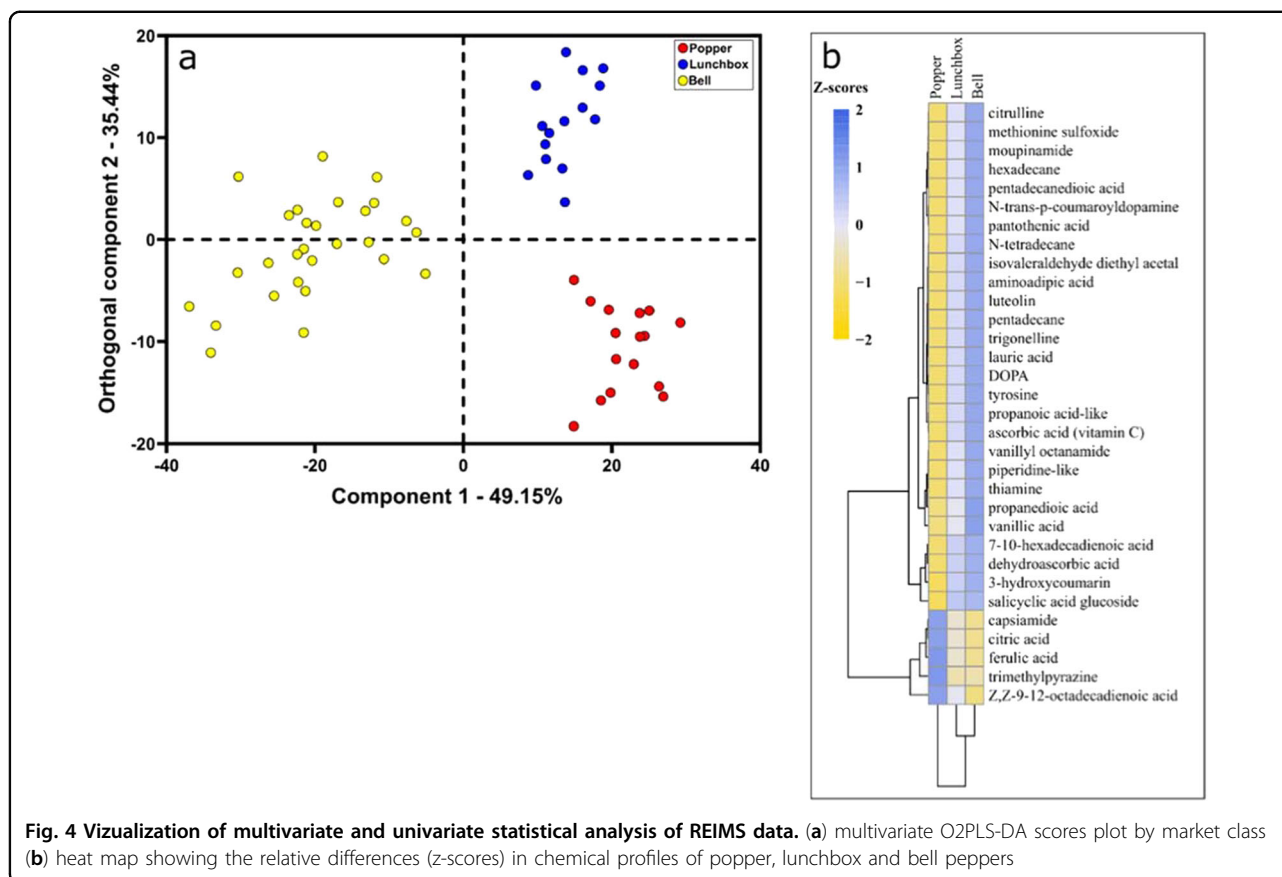 a
Popper
Lunchbox
Bell
20
10
0
-10
-20
Orthogonal component 2 - 35.44%
-40
-20
0
20
40
Component 1 - 49.15%
b
Popper
Lunchbox
Bell
Z-scores
2
1
0
−1
−2
citrulline
methionine sulfoxide
moupinamide
hexadecane
pentadecanedioic acid
N-trans-p-coumaroyldopamine
pantothenic acid
N-tetradecane
isovaleraldehyde diethyl acetal
aminoadipic acid
luteolin
pentadecane
trigonelline
lauric acid
DOPA
tyrosine
propanoic acid-like
ascorbic acid (vitamin C)
vanillyl octanamide
piperidine-like
thiamine
propanedioic acid
vanillic acid
7-10-hexadecadienoic acid
dehydroascorbic acid
3-hydroxycoumarin
salicyclic acid glucoside
capsiamide
citric acid
ferulic acid
trimethylpyrazine
Z,Z-9-12-octadecadienoic acid
Fig. 4 Vizualization of multivariate and univariate statistical analysis of REIMS data. (a) multivariate O2PLS-DA scores plot by market class
(b) heat map showing the relative differences (z-scores) in chemical profiles of popper, lunchbox and bell peppers